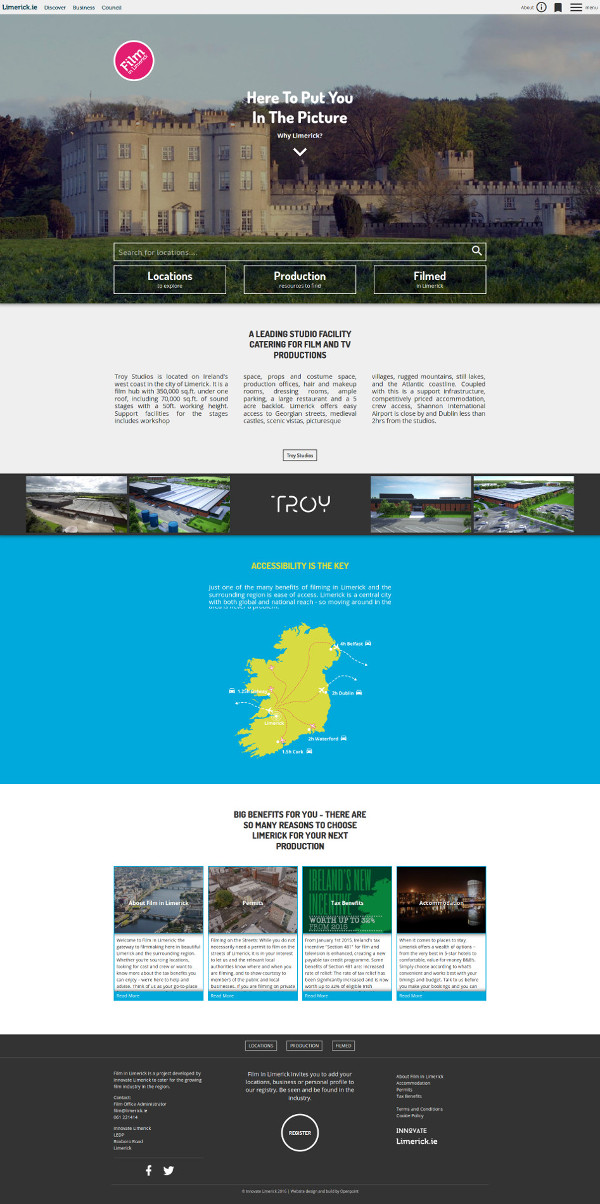 Limerick.ie Discover Business Council About menu
Film
in Limerick
Here To Put You
In The Picture
Why Limerick?
Search for locations....
Locations
to explore
Production
resources to find
Filmed
in Limerick
A LEADING STUDIO FACILITY
CATERING FOR FILM AND TV
PRODUCTIONS
Troy Studios is located on Ireland's
west coast in the city of Limerick. It is a
film hub with 350,000 sq.ft. under one
roof, including 70,000 sq.ft. of sound
stages with a 50ft. working height.
Support facilities for the stages
includes workshop
space, props and costume space,
production offices, hair and makeup
rooms, dressing rooms, ample
parking, a large restaurant and a 5
acre backlot. Limerick offers easy
access to Georgian streets, medieval
castles, scenic vistas, picturesque
villages, rugged mountains, still lakes,
and the Atlantic coastline. Coupled
with this is a support infrastructure,
competitively priced accommodation,
crew access, Shannon International
Airport is close by and Dublin less than
2hrs from the studios.
Troy Studios
TROY
ACCESSIBILITY IS THE KEY
Just one of the many benefits of filming in Limerick and the
surrounding region is ease of access. Limerick is a central city
with both global and national reach - so moving around in the
4h Belfast
1.25h Galway
2h Dublin
Limerick
2h Waterford
1.5h Cork
BIG BENEFITS FOR YOU - THERE ARE
SO MANY REASONS TO CHOOSE
LIMERICK FOR YOUR NEXT
PRODUCTION
About Film in Limerick
Welcome to Film in Limerick the
gateway to filmmaking here in beautiful
Limerick and the surrounding region.
Whether you're scouting locations,
looking for cast and crew or want to
know more about the tax benefits you
can enjoy - we're here to help and
advise. Think of us as your go-to-place
Read More
Permits
Filming on the Streets: While you do not
necessarily need a permit to film on the
streets of Limerick it is in your interest
to let us and the relevant local
authorities know where and when you
are filming, and to show courtesy to
members of the public and local
businesses. If you are filming on private
Read More
IRELAND'S NEW
INCENTIVE
Tax Benefits
WORTH UP TO 32%
FROM 2015
From January 1st 2015, Ireland's tax
incentive "Section 481" for film and
television is enhanced, creating a new
payable tax credit programme. Some
benefits of Section 481 are: Increased
rate of relief: The rate of tax relief has
been significantly increased and is now
worth up to 32% of eligible Irish
Read More
Accommodation
When it comes to places to stay
Limerick offers a wealth of options -
from the very best in 5-star hotels to
comfortable, value for money B&B's.
Simply choose according to what's
convenient and works best with your
timings and budget. Talk to us before
you make your bookings and you can
Read More
LOCATIONS PRODUCTION FILMED
Film in Limerick is a project developed by
Innovate Limerick to cater for the growing
film industry in the region.
Contact:
Film Office Administrator
film@limerick.ie
061 221414
Innovate Limerick
LEDP
Roxboro Road
Limerick
Film in Limerick invites you to add your
locations, business or personal profile to
our registry. Be seen and be found in the
industry.
REGISTER
About Film in Limerick
Accommodation
Permits
Tax Benefits
Terms and Conditions
Cookie Policy
INNOVATE
Limerick.ie
© Innovate Limerick 2015 | Website design and build by Openpoint